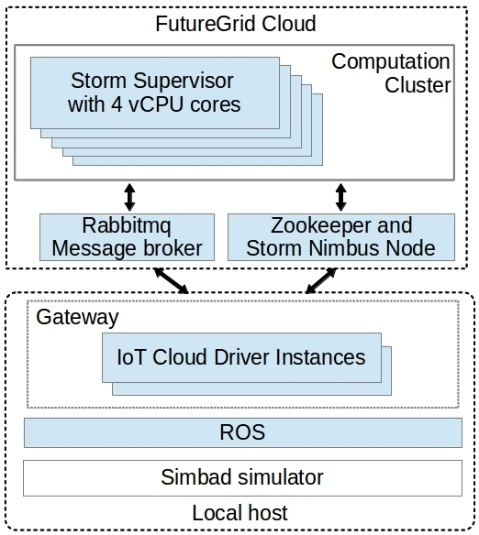 FutureGrid Cloud
Computation
Cluster
Storm Supervisor
with 4 vCPU cores
Rabbitmq
Message broker
Zookeeper and
Storm Nimbus Node
Gateway
IoT Cloud Driver Instances
ROS
Simbad simulator
Local host